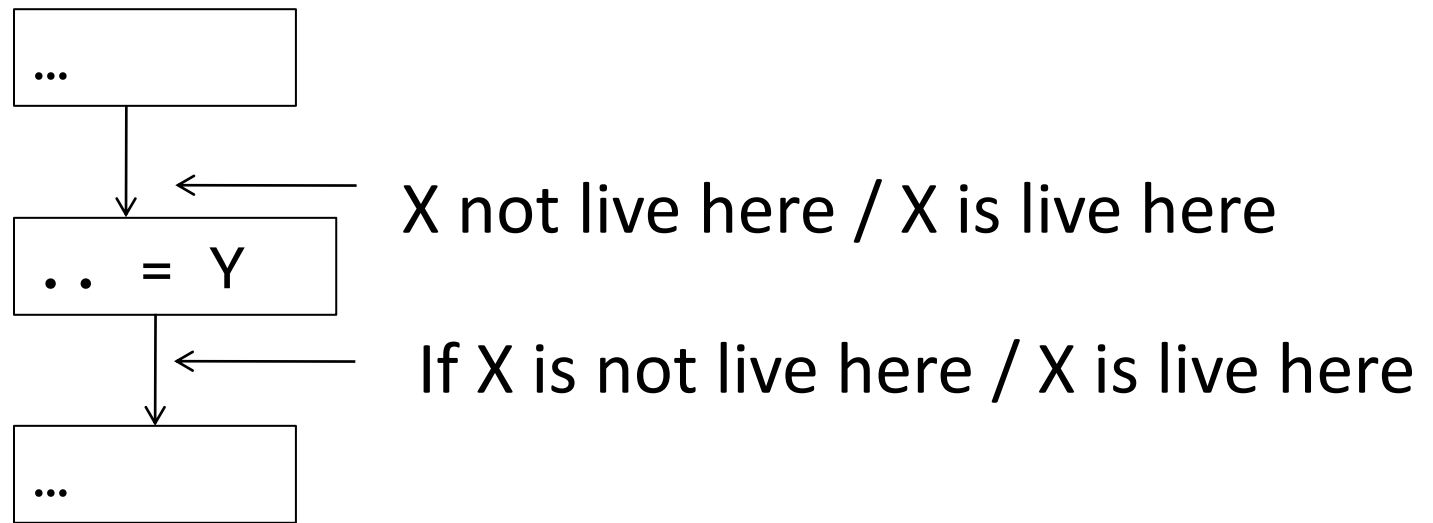 …
X not live here / X is live here
.. = Y
If X is not live here / X is live here
…